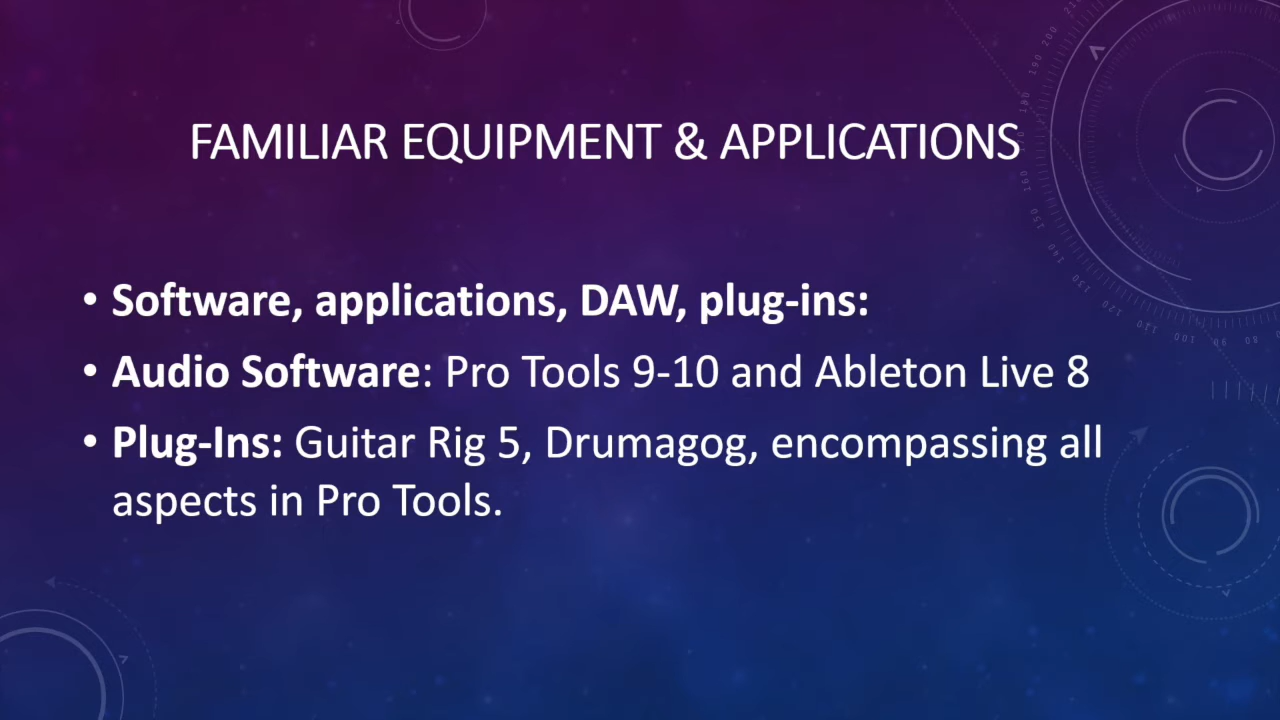 FAMILIAR EQUIPMENT & APPLICATIONS
• Software, applications, DAW, plug-ins:
• Audio Software: Pro Tools 9-10 and Ableton Live 8
• Plug-Ins: Guitar Rig 5, Drumagog, encompassing all
aspects in Pro Tools.